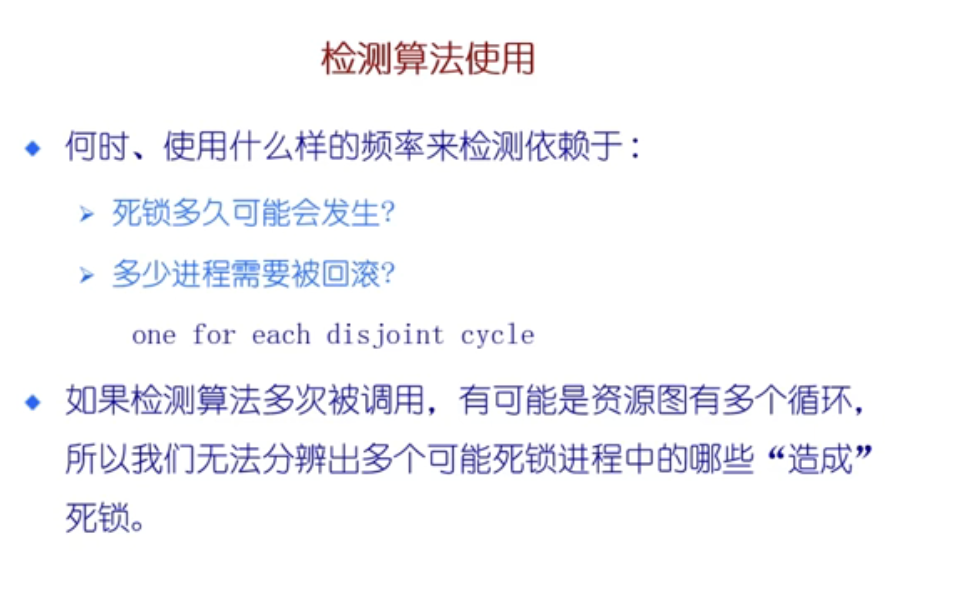 检测算法使用
何时、使用什么样的频率来检测依赖于：
死锁多久可能会发生?
多少进程需要被回滚?
one for each disjoint cycle
如果检测算法多次被调用，有可能是资源图有多个循环，
所以我们无法分辨出多个可能死锁进程中的哪些“造成”
死锁。